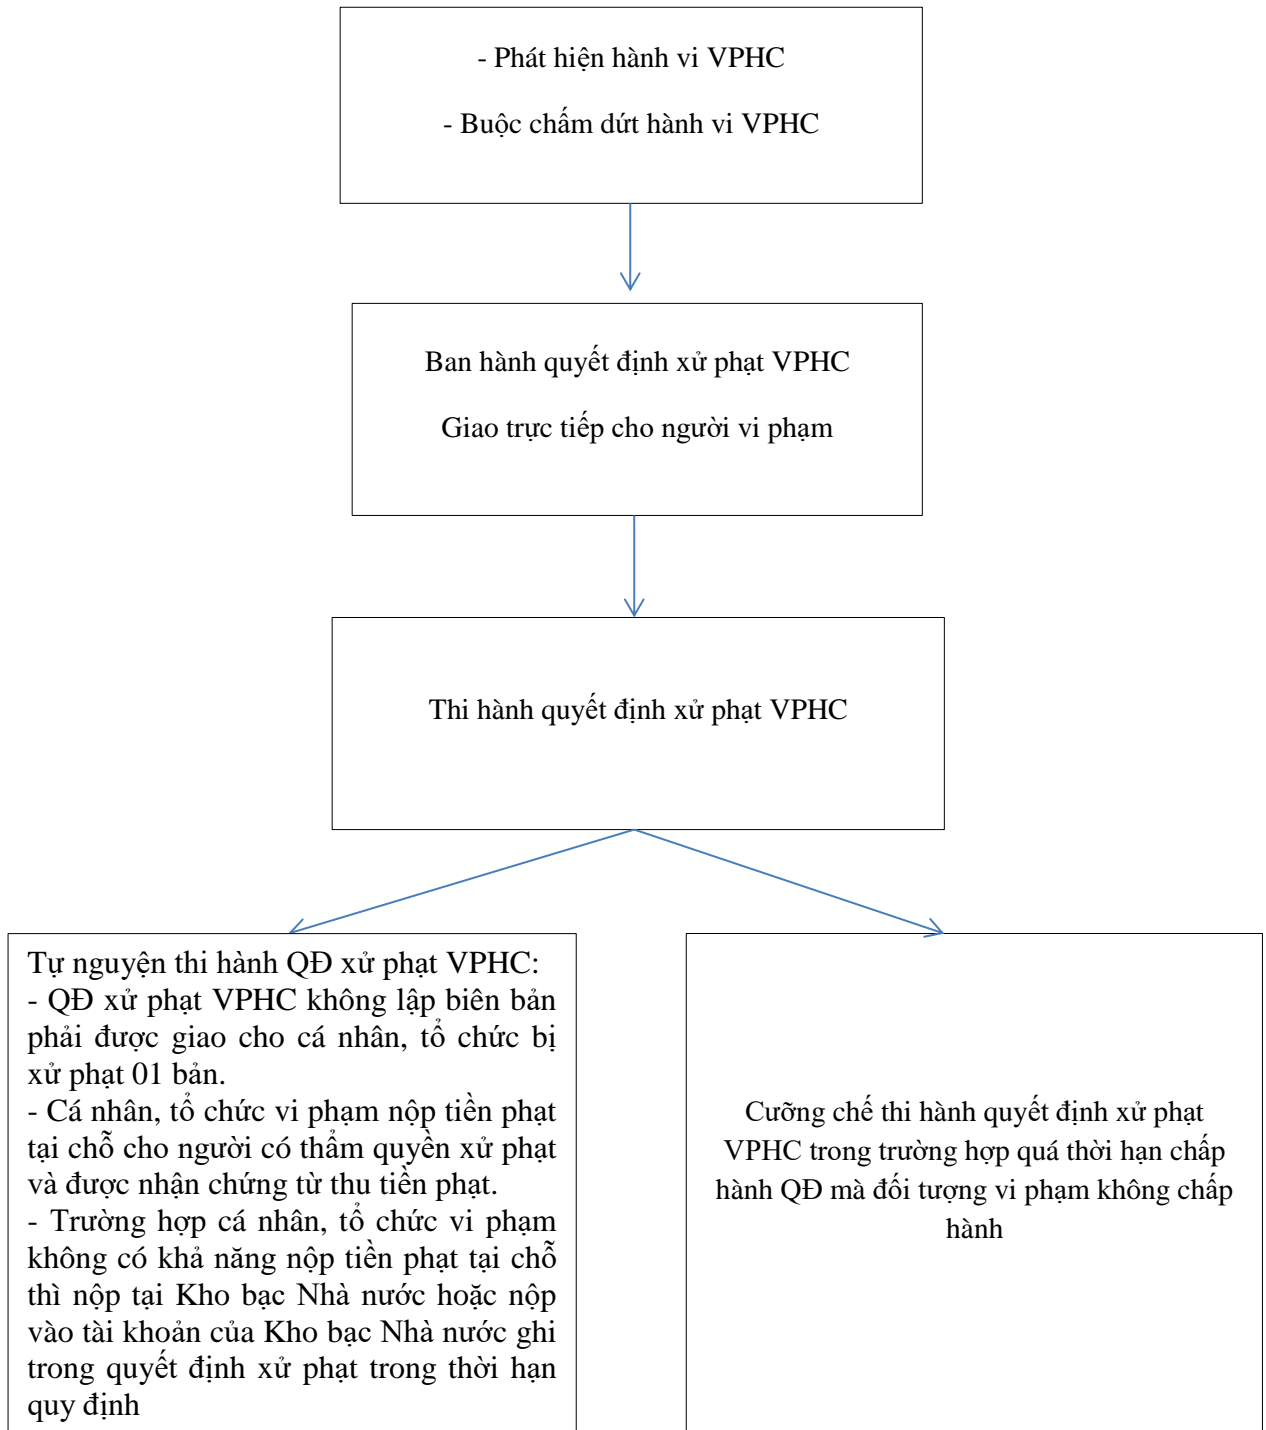 - Phát hiện hành vi VPHC
- Buộc chấm dứt hành vi VPHC
Ban hành quyết định xử phạt VPHC
Giao trực tiếp cho người vi phạm
Thi hành quyết định xử phạt VPHC
Tự nguyện thi hành QĐ xử phạt VPHC:
- QĐ xử phạt VPHC không lập biên bản
phải được giao cho cá nhân, tổ chức bị
xử phạt 01 bản.
- Cá nhân, tổ chức vi phạm nộp tiền phạt
tại chỗ cho người có thẩm quyền xử phạt
và được nhận chứng từ thu tiền phạt.
- Trường hợp cá nhân, tổ chức vi phạm
không có khả năng nộp tiền phạt tại chỗ
thì nộp tại Kho bạc Nhà nước hoặc nộp
vào tài khoản của Kho bạc Nhà nước ghi
trong quyết định xử phạt trong thời hạn
quy định
Cưỡng chế thi hành quyết định xử phạt
VPHC trong trường hợp quá thời hạn chấp
hành QĐ mà đối tượng vi phạm không chấp
hành